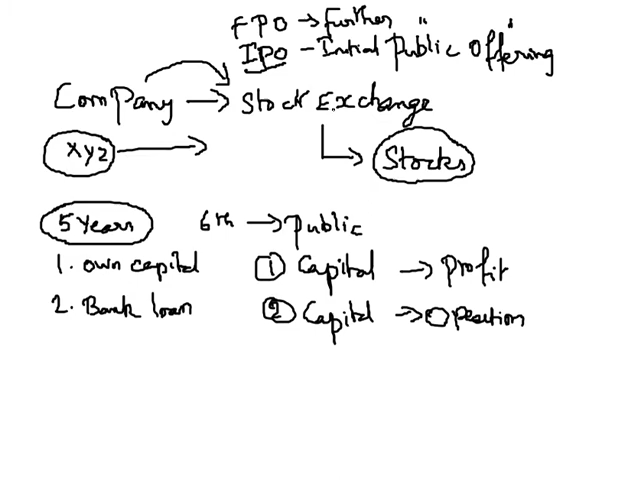 FPO → Further " "
IPO - Initial Public Offering
Company → Stock Exchange
xyz → Stocks
5 Years 6th → Public
1. own capital ① Capital → Profit
2. Bank loan ② Capital →